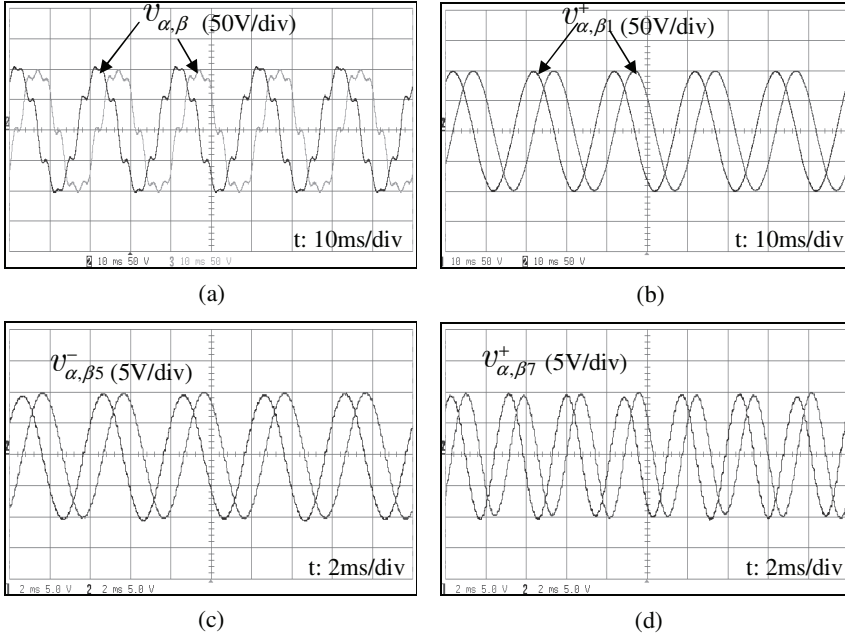 v α,β (50V/div)
t: 10ms/div
2 10 ms 50 V 3 10 ms 50 V
(a)
v+ α,β1 (50V/div)
t: 10ms/div
1 10 ms 50 V 2 10 ms 50 V
(b)
v− α,β5 (5V/div)
t: 2ms/div
1 2 ms 5.0 V 2 2 ms 5.0 V
(c)
v+ α,β7 (5V/div)
t: 2ms/div
1 2 ms 5.0 V 2 2 ms 5.0 V
(d)